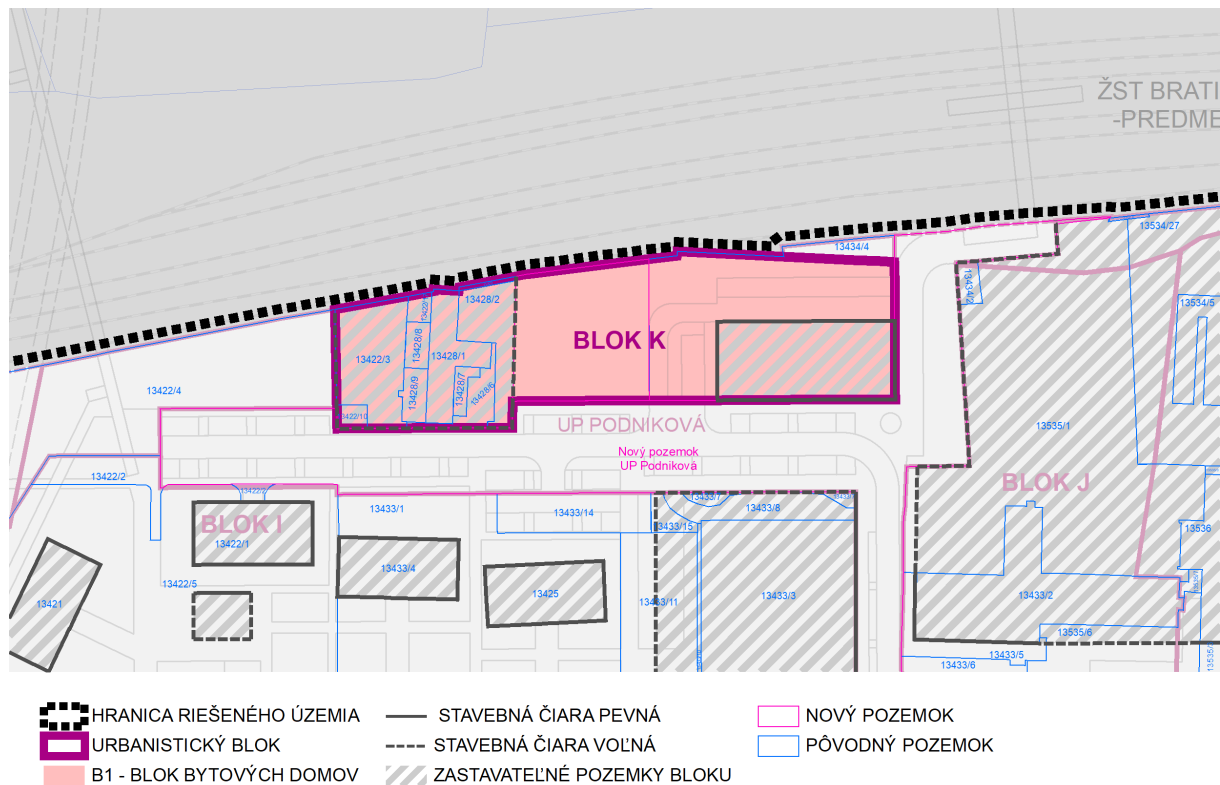 ŽST BRATI
-PREDME
13434/4
13534/27
13434/2
13534/5
13428/2
13422/3
13428/8
13428/1
13428/9
13428/7
13428/6
13422/10
BLOK K
13422/4
UP PODNIKOVÁ
Nový pozemok
UP Podniková
13535/1
BLOK J
13422/2
13422/2
13433/1
13433/14
13433/7
13433/8
13433/15
BLOK I
13422/1
13433/4
13422/5
13421
13425
13433/11
13433/3
13536
13433/2
13535/6
13433/5
13433/6
HRANICA RIEŠENÉHO ÚZEMIA
STAVEBNÁ ČIARA PEVNÁ
NOVÝ POZEMOK
URBANISTICKÝ BLOK
STAVEBNÁ ČIARA VOĽNÁ
PÔVODNÝ POZEMOK
B1 - BLOK BYTOVÝCH DOMOV
ZASTAVATEĽNÉ POZEMKY BLOKU